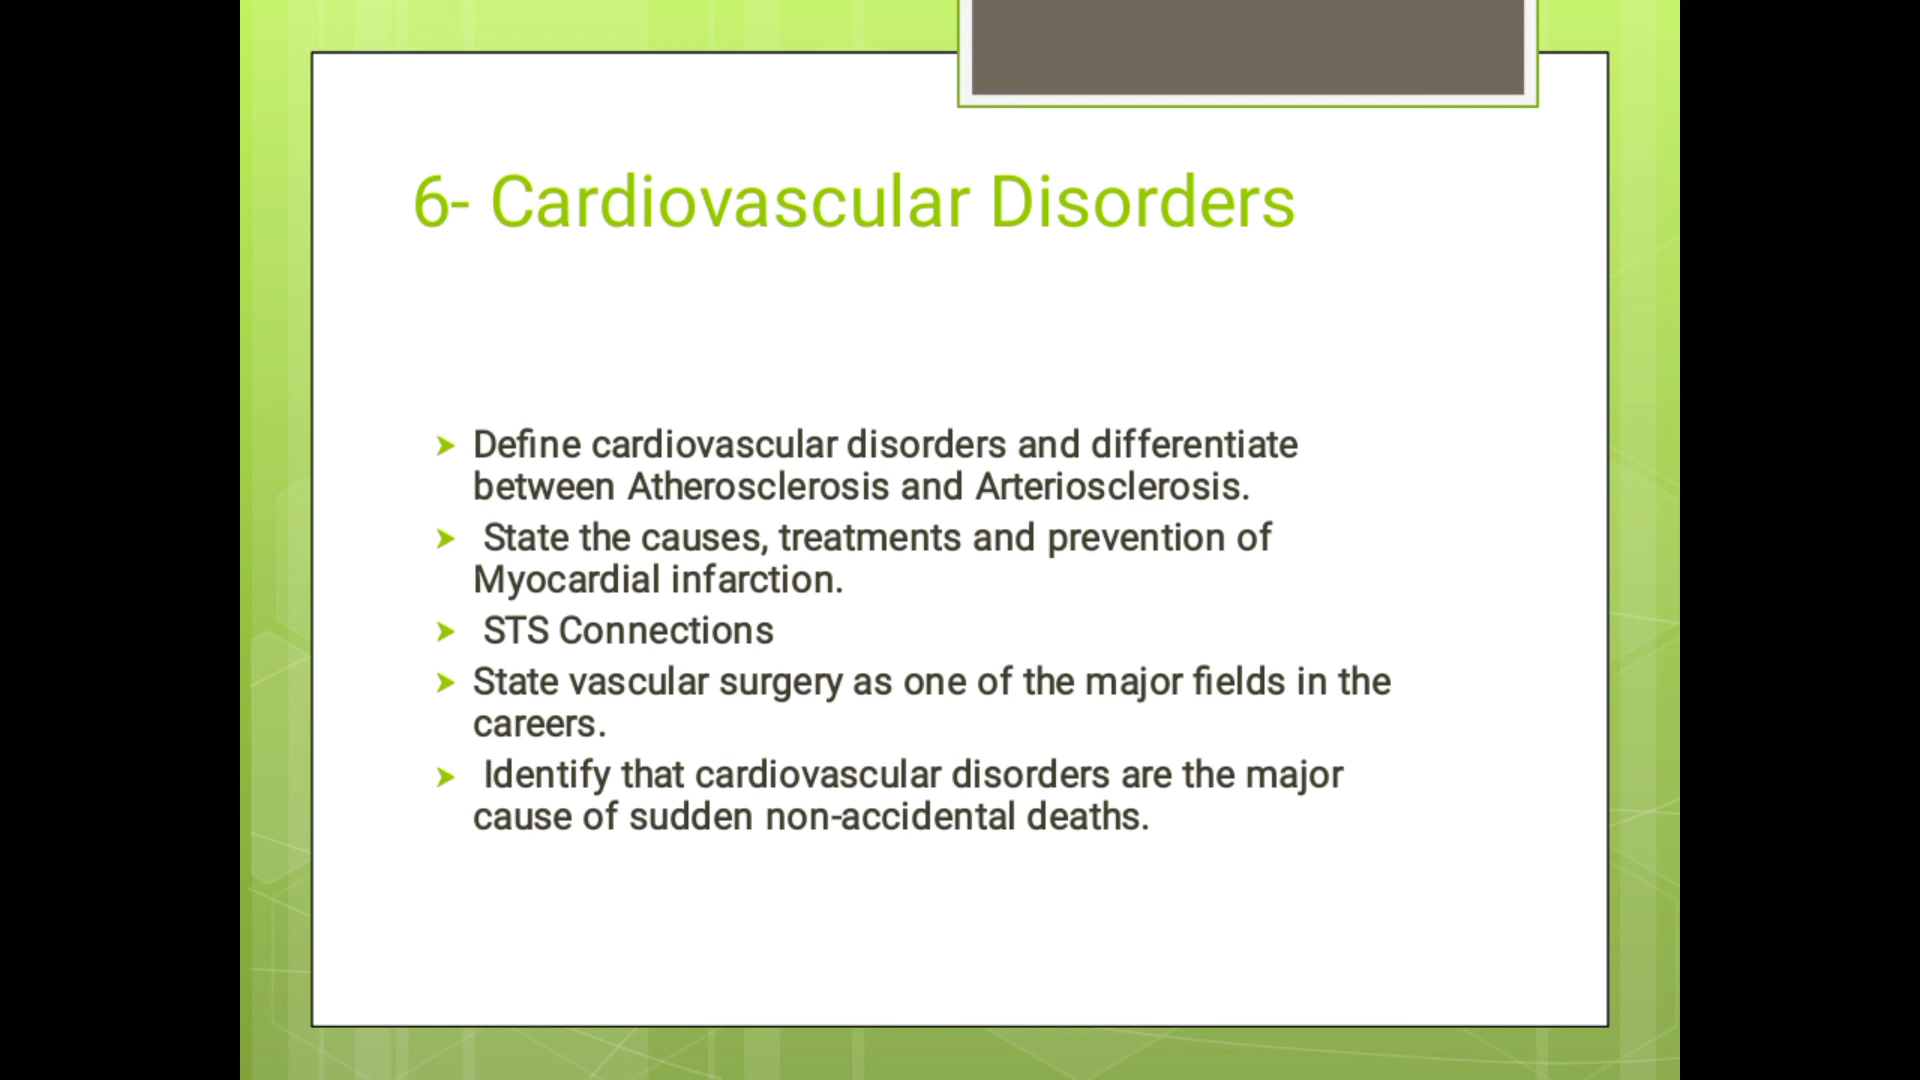 6- Cardiovascular Disorders
Define cardiovascular disorders and differentiate
between Atherosclerosis and Arteriosclerosis.
State the causes, treatments and prevention of
Myocardial infarction.
STS Connections
State vascular surgery as one of the major fields in the
careers.
Identify that cardiovascular disorders are the major
cause of sudden non-accidental deaths.